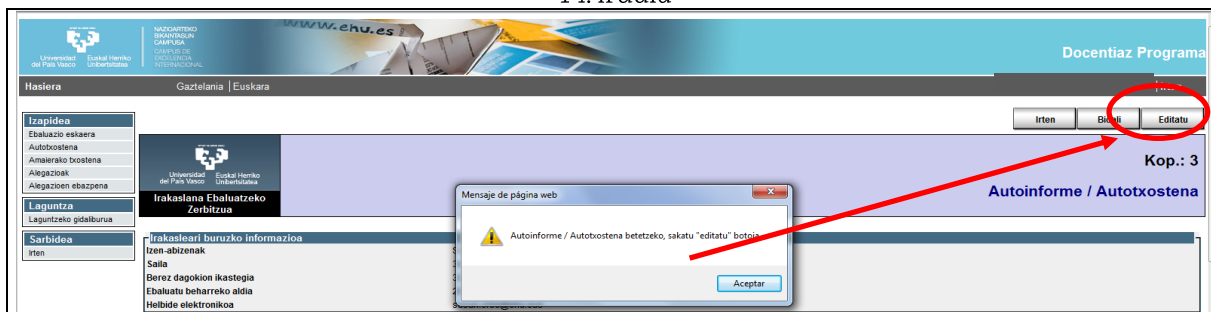 NAZIOARTEKO
BIKAINTASUN
CAMPUSA
CAMPUS DE
EXCELENCIA
INTERNACIONAL
www.ehu.es
Universidad del País Vasco
Euskal Herriko Unibertsitatea
Docentiaz Programa
Hasiera
Gaztelania | Euskara
Irten
Bidali
Editatu
Izapidea
Ebaluazio eskaera
Autotxostena
Amaierako txostena
Alegazioak
Alegazioen ebazpena
Laguntza
Laguntzeko gidaliburua
Sarbidea
Irten
Universidad del País Vasco
Euskal Herriko Unibertsitatea
Irakaslana Ebaluatzeko
Zerbitzua
Kop.: 3
Autoinforme / Autotxostena
Mensaje de página web
Autoinforme / Autotxostena betetzeko, sakatu "editatu" botoia
Aceptar
Irakasleari buruzko informazioa
Izen-abizenak
Saila
Berez dagokion ikastegia
Ebaluatu beharreko aldia
Helbide elektronikoa